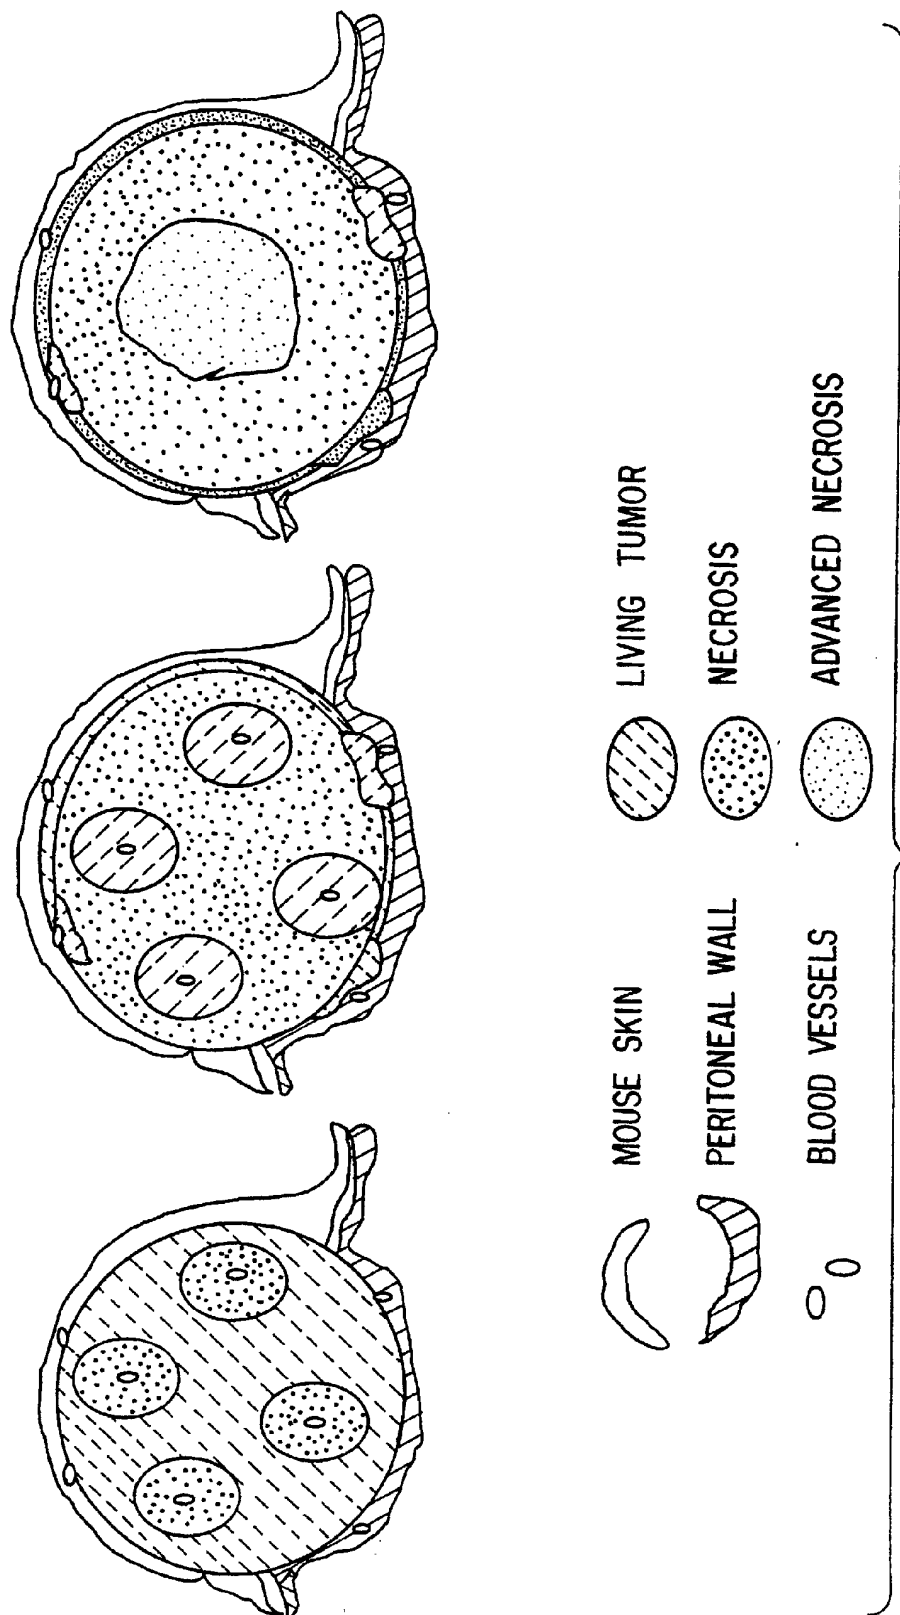 MOUSE SKIN
PERITONEAL WALL
BLOOD VESSELS
LIVING TUMOR
NECROSIS
ADVANCED NECROSIS